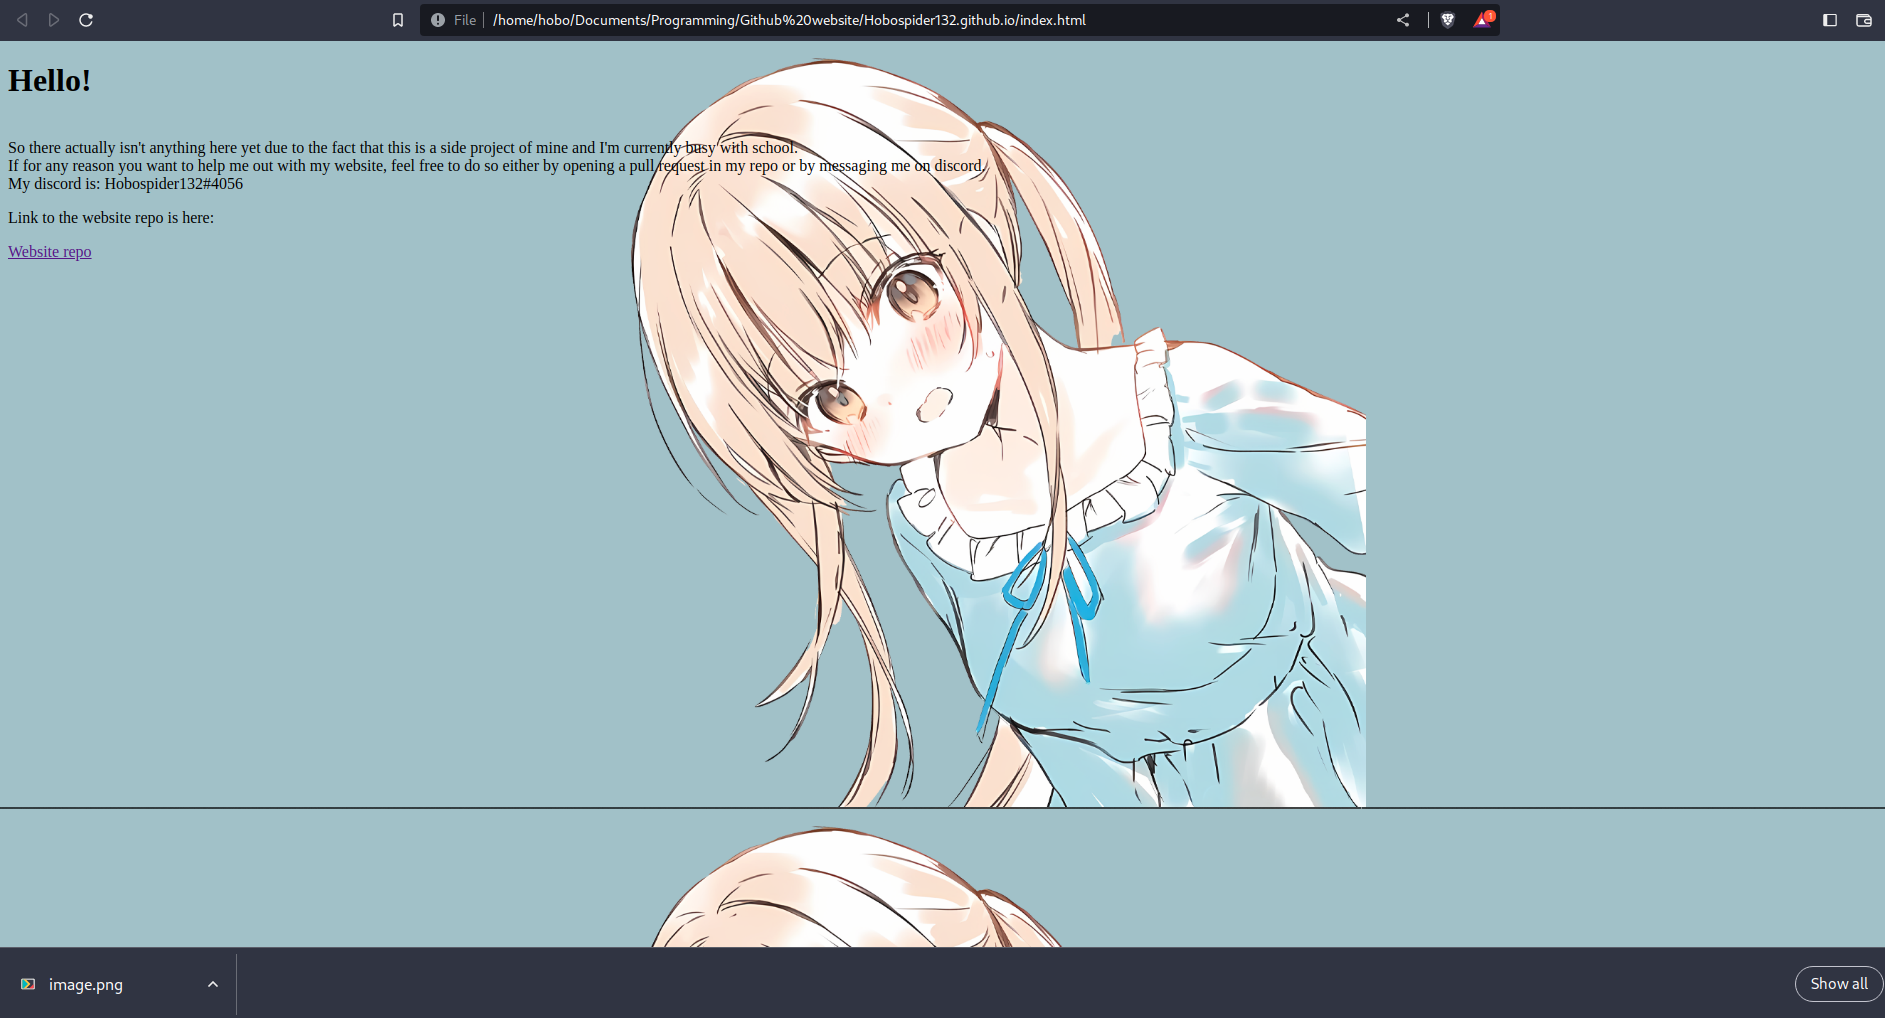 File
/home/hobo/Documents/Programming/Github%20website/Hobospider132.github.io/index.html
1
Hello!
So there actually isn't anything here yet due to the fact that this is a side project of mine and I'm currently busy with school.
If for any reason you want to help me out with my website, feel free to do so either by opening a pull request in my repo or by messaging me on discord.
My discord is: Hobospider132#4056
Link to the website repo is here:
Website repo
image.png
Show all